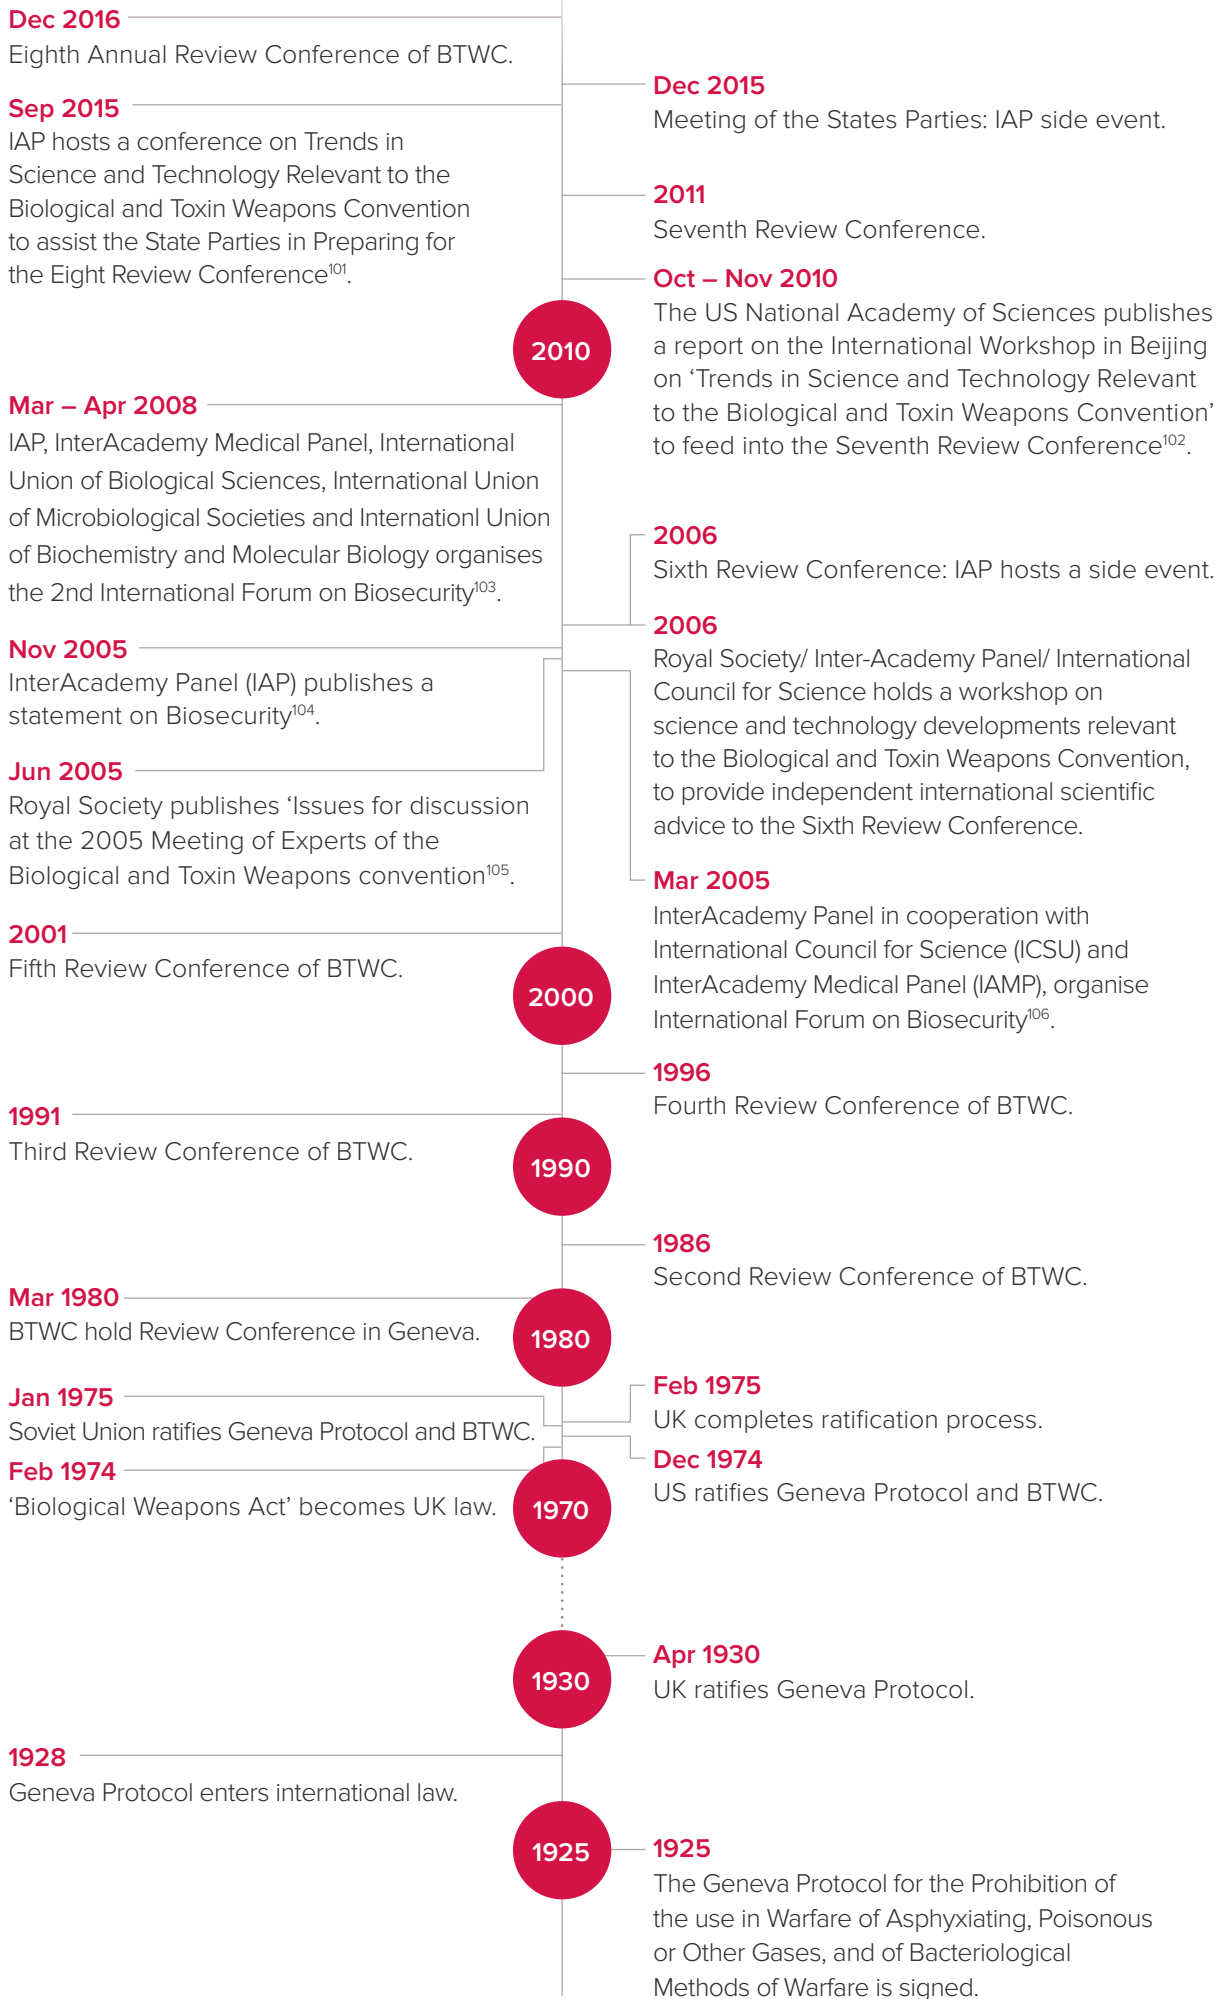 Dec 2016
Eighth Annual Review Conference of BTWC.
Dec 2015
Meeting of the States Parties: IAP side event.
Sep 2015
IAP hosts a conference on Trends in
Science and Technology Relevant to the
Biological and Toxin Weapons Convention
to assist the State Parties in Preparing for
the Eight Review Conference¹⁰¹.
2011
Seventh Review Conference.
Oct – Nov 2010
The US National Academy of Sciences publishes
a report on the International Workshop in Beijing
on ‘Trends in Science and Technology Relevant
to the Biological and Toxin Weapons Convention’
to feed into the Seventh Review Conference¹⁰².
2010
Mar – Apr 2008
IAP, InterAcademy Medical Panel, International
Union of Biological Sciences, International Union
of Microbiological Societies and Internationl Union
of Biochemistry and Molecular Biology organises
the 2nd International Forum on Biosecurity¹⁰³.
2006
Sixth Review Conference: IAP hosts a side event.
2006
Royal Society/ Inter-Academy Panel/ International
Council for Science holds a workshop on
science and technology developments relevant
to the Biological and Toxin Weapons Convention,
to provide independent international scientific
advice to the Sixth Review Conference.
Nov 2005
InterAcademy Panel (IAP) publishes a
statement on Biosecurity¹⁰⁴.
Jun 2005
Royal Society publishes ‘Issues for discussion
at the 2005 Meeting of Experts of the
Biological and Toxin Weapons convention¹⁰⁵.
Mar 2005
InterAcademy Panel in cooperation with
International Council for Science (ICSU) and
InterAcademy Medical Panel (IAMP), organise
International Forum on Biosecurity¹⁰⁶.
2001
Fifth Review Conference of BTWC.
2000
1996
Fourth Review Conference of BTWC.
1991
Third Review Conference of BTWC.
1990
1986
Second Review Conference of BTWC.
Mar 1980
BTWC hold Review Conference in Geneva.
1980
Feb 1975
UK completes ratification process.
Jan 1975
Soviet Union ratifies Geneva Protocol and BTWC.
Dec 1974
US ratifies Geneva Protocol and BTWC.
Feb 1974
‘Biological Weapons Act’ becomes UK law.
1970
Apr 1930
UK ratifies Geneva Protocol.
1930
1928
Geneva Protocol enters international law.
1925
1925
The Geneva Protocol for the Prohibition of
the use in Warfare of Asphyxiating, Poisonous
or Other Gases, and of Bacteriological
Methods of Warfare is signed.